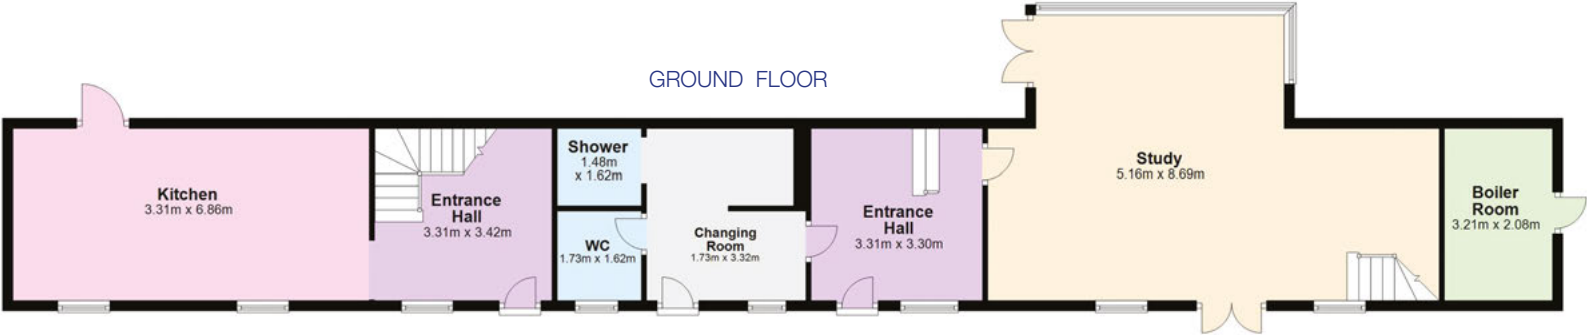 GROUND FLOOR
Kitchen
3.31m x 6.86m
Entrance
Hall
3.31m x 3.42m
Shower
1.48m
x 1.62m
WC
1.73m x 1.62m
Changing
Room
1.73m x 3.32m
Entrance
Hall
3.31m x 3.30m
Study
5.16m x 8.69m
Boiler
Room
3.21m x 2.08m